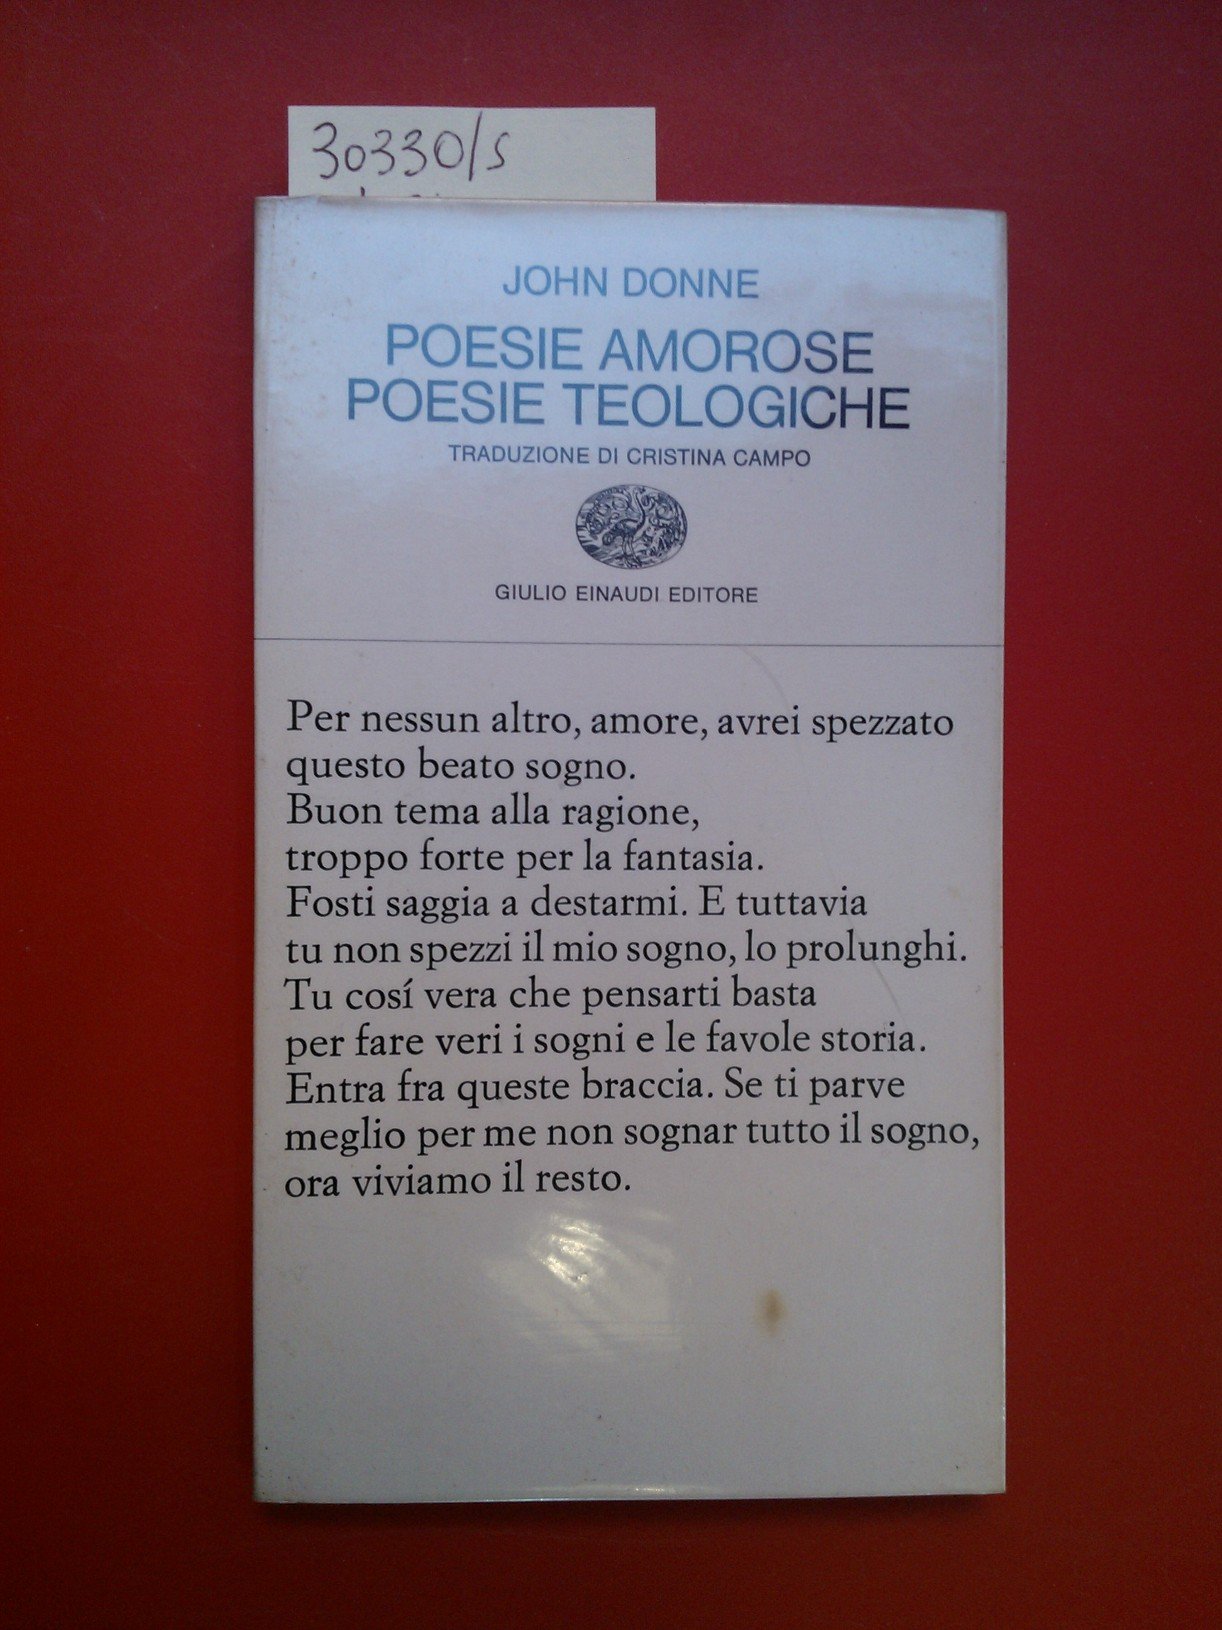 30330/s
JOHN DONNE
POESIE AMOROSE
POESIE TEOLOGICHE
TRADUZIONE DI CRISTINA CAMPO
GIULIO EINAUDI EDITORE
Per nessun altro, amore, avrei spezzato
questo beato sogno.
Buon tema alla ragione,
troppo forte per la fantasia.
Fosti saggia a destarmi. E tuttavia
tu non spezzi il mio sogno, lo prolunghi.
Tu cosí vera che pensarti basta
per fare veri i sogni e le favole storia.
Entra fra queste braccia. Se ti parve
meglio per me non sognar tutto il sogno,
ora viviamo il resto.